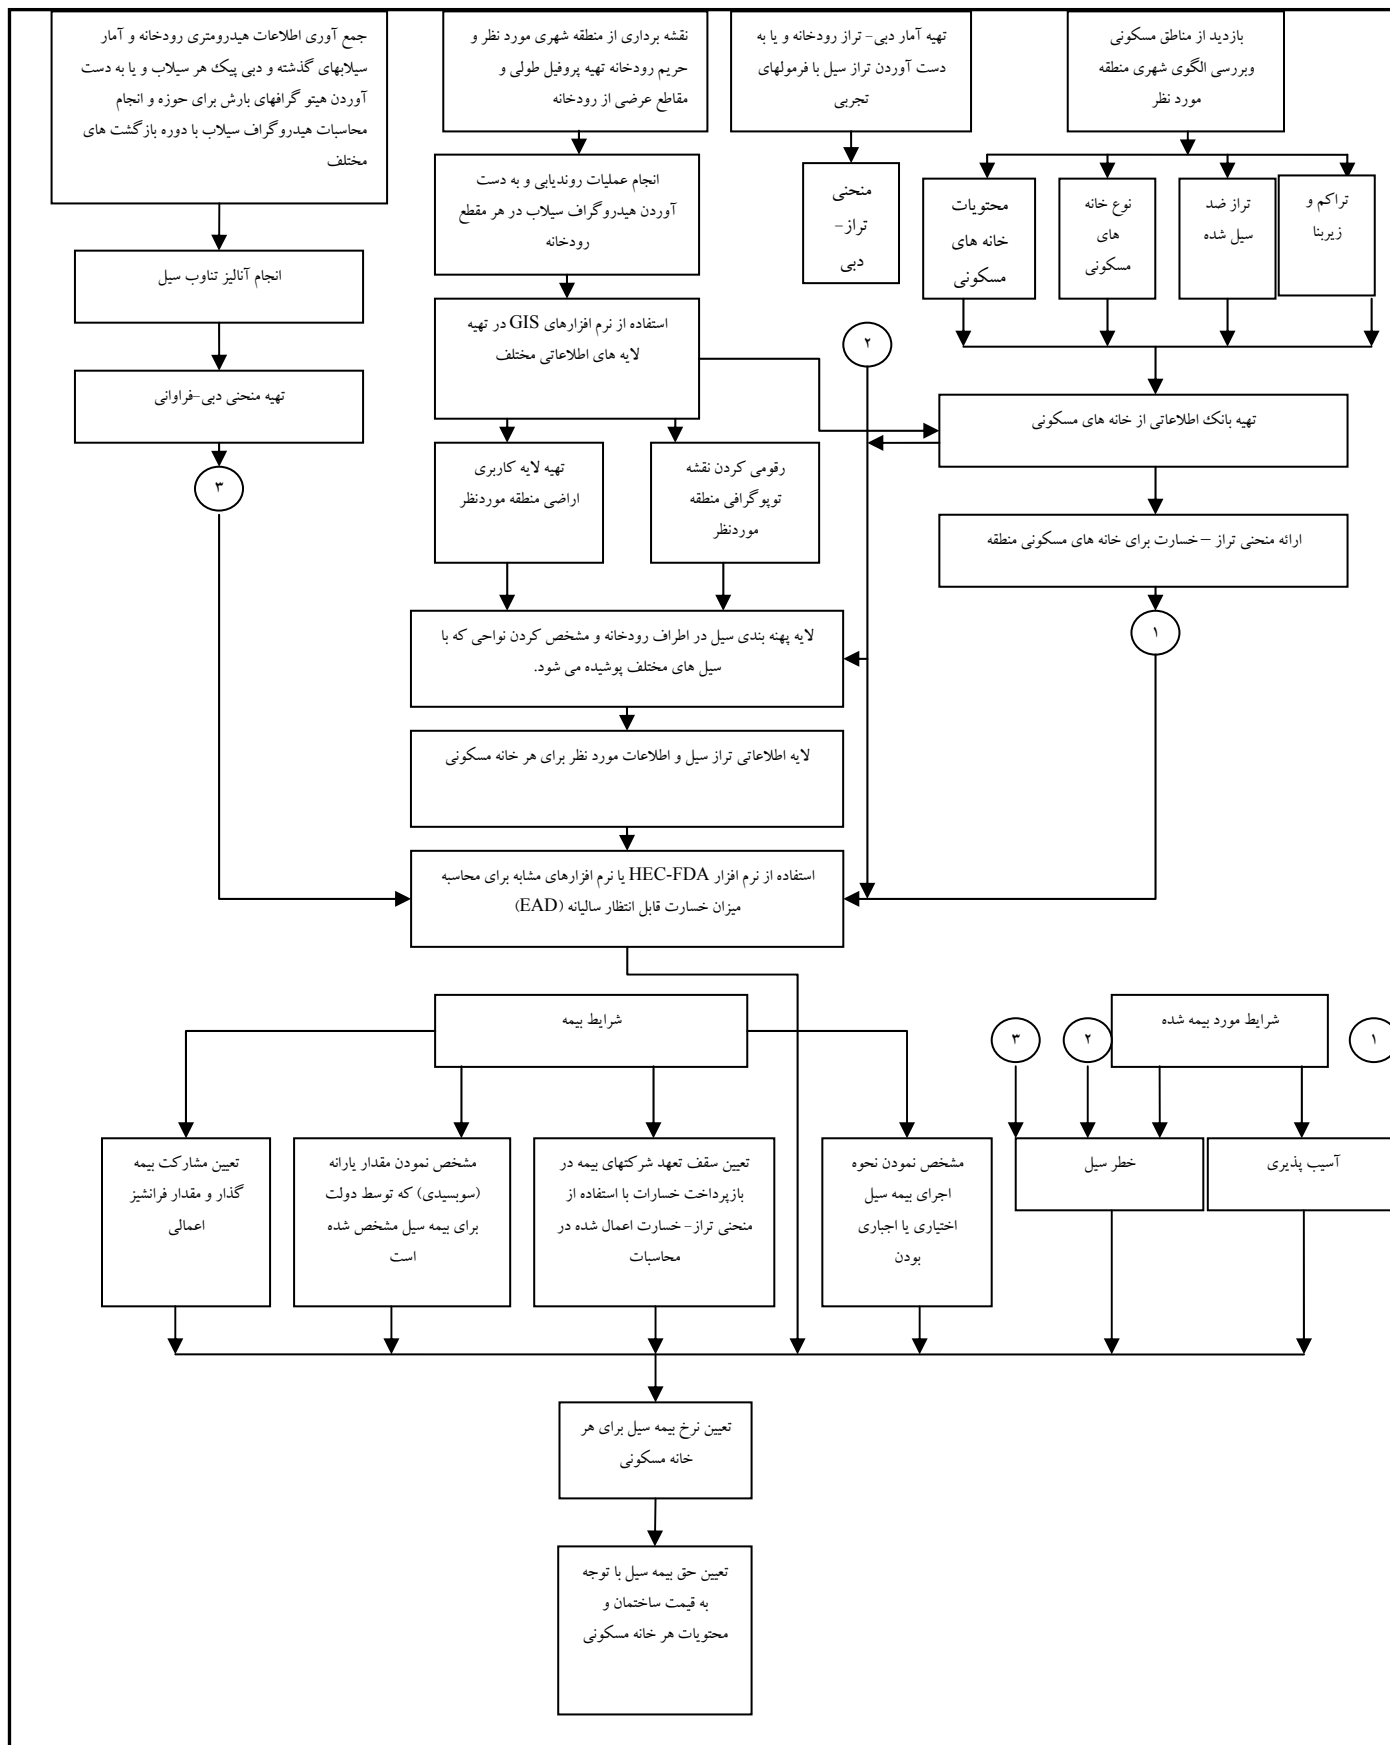 بازدید از مناطق مسکونی
وبررسی الگوی شهری منطقه
مورد نظر
تهیه آمار دبی- تراز رودخانه و یا به
دست آوردن تراز سیل با فرمولهای
تجربی
نقشه برداری از منطقه شهری مورد نظر و
حریم رودخانه تهیه پروفیل طولی و
مقاطع عرضی از رودخانه
جمع آوری اطلاعات هیدرومتری رودخانه و آمار
سیلابهای گذشته و دبی پیک هر سیلاب و یا به دست
آوردن هیتو گرافهای بارش برای حوزه و انجام
محاسبات هیدروگراف سیلاب با دوره بازگشت های
مختلف
تراکم و
زیربنا
تراز ضد
سیل شده
نوع خانه
های
مسکونی
محتویات
خانه های
مسکونی
منحنی
تراز-
دبی
انجام عملیات روندیابی و به دست
آوردن هیدروگراف سیلاب در هر مقطع
رودخانه
انجام آنالیز تناوب سیل
استفاده از نرم افزارهای GIS در تهیه
لایه های اطلاعاتی مختلف
۲
تهیه منحنی دبی-فراوانی
تهیه بانک اطلاعاتی از خانه های مسکونی
رقومی کردن نقشه
توپوگرافی منطقه
موردنظر
تهیه لایه کاربری
اراضی منطقه موردنظر
۳
ارائه منحنی تراز – خسارت برای خانه های مسکونی منطقه
۱
لایه پهنه بندی سیل در اطراف رودخانه و مشخص کردن نواحی که با
سیل های مختلف پوشیده می شود.
لایه اطلاعاتی تراز سیل و اطلاعات مورد نظر برای هر خانه مسکونی
استفاده از نرم افزار HEC-FDA یا نرم افزارهای مشابه برای محاسبه
میزان خسارت قابل انتظار سالیانه (EAD)
۱
شرایط مورد بیمه شده
۲
۳
شرایط بیمه
آسیب پذیری
خطر سیل
مشخص نمودن نحوه
اجرای بیمه سیل
اختیاری یا اجباری
بودن
تعیین سقف تعهد شرکتهای بیمه در
بازپرداخت خسارات با استفاده از
منحنی تراز- خسارت اعمال شده در
محاسبات
مشخص نمودن مقدار یارانه
(سوبسیدی) که توسط دولت
برای بیمه سیل مشخص شده
است
تعیین مشارکت بیمه
گذار و مقدار فرانشیز
اعمالی
تعیین نرخ بیمه سیل برای هر
خانه مسکونی
تعیین حق بیمه سیل با توجه
به قیمت ساختمان و
محتویات هر خانه مسکونی